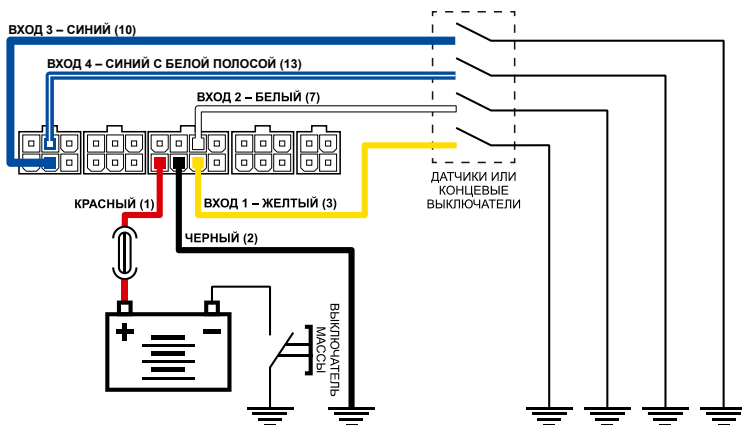 ВХОД 3 – СИНИЙ (10)
ВХОД 4 – СИНИЙ С БЕЛОЙ ПОЛОСОЙ (13)
ВХОД 2 – БЕЛЫЙ (7)
ДАТЧИКИ ИЛИ
КОНЦЕВЫЕ
ВЫКЛЮЧАТЕЛИ
КРАСНЫЙ (1)
ВХОД 1 – ЖЕЛТЫЙ (3)
ЧЕРНЫЙ (2)
+ –
ВЫКЛЮЧАТЕЛЬ
МАССЫ